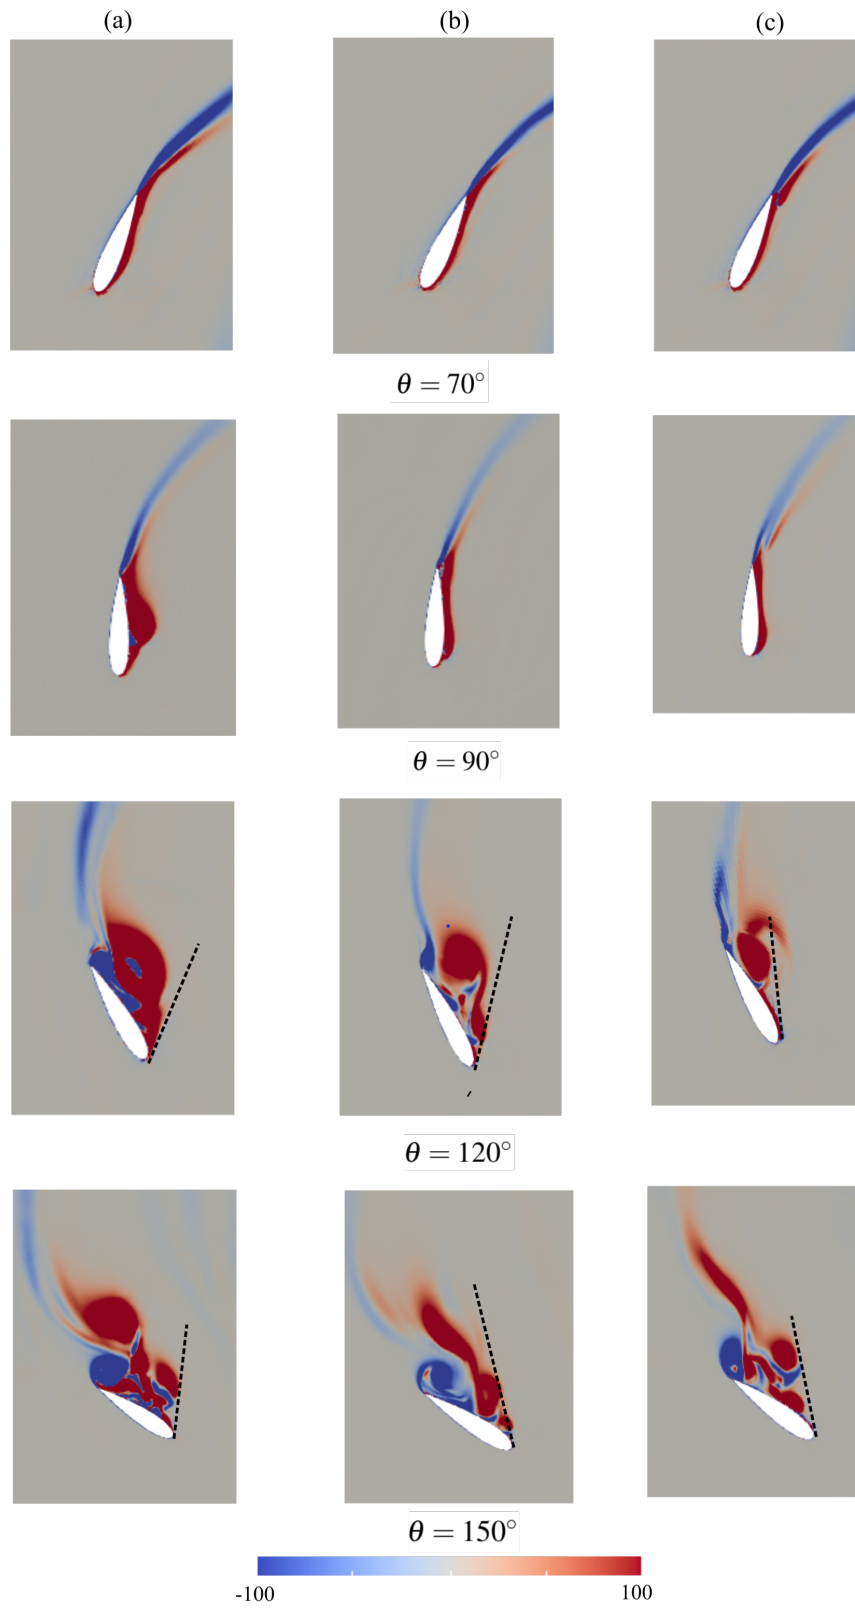 (a) (b) (c)
θ = 70°
θ = 90°
θ = 120°
θ = 150°
-100 100